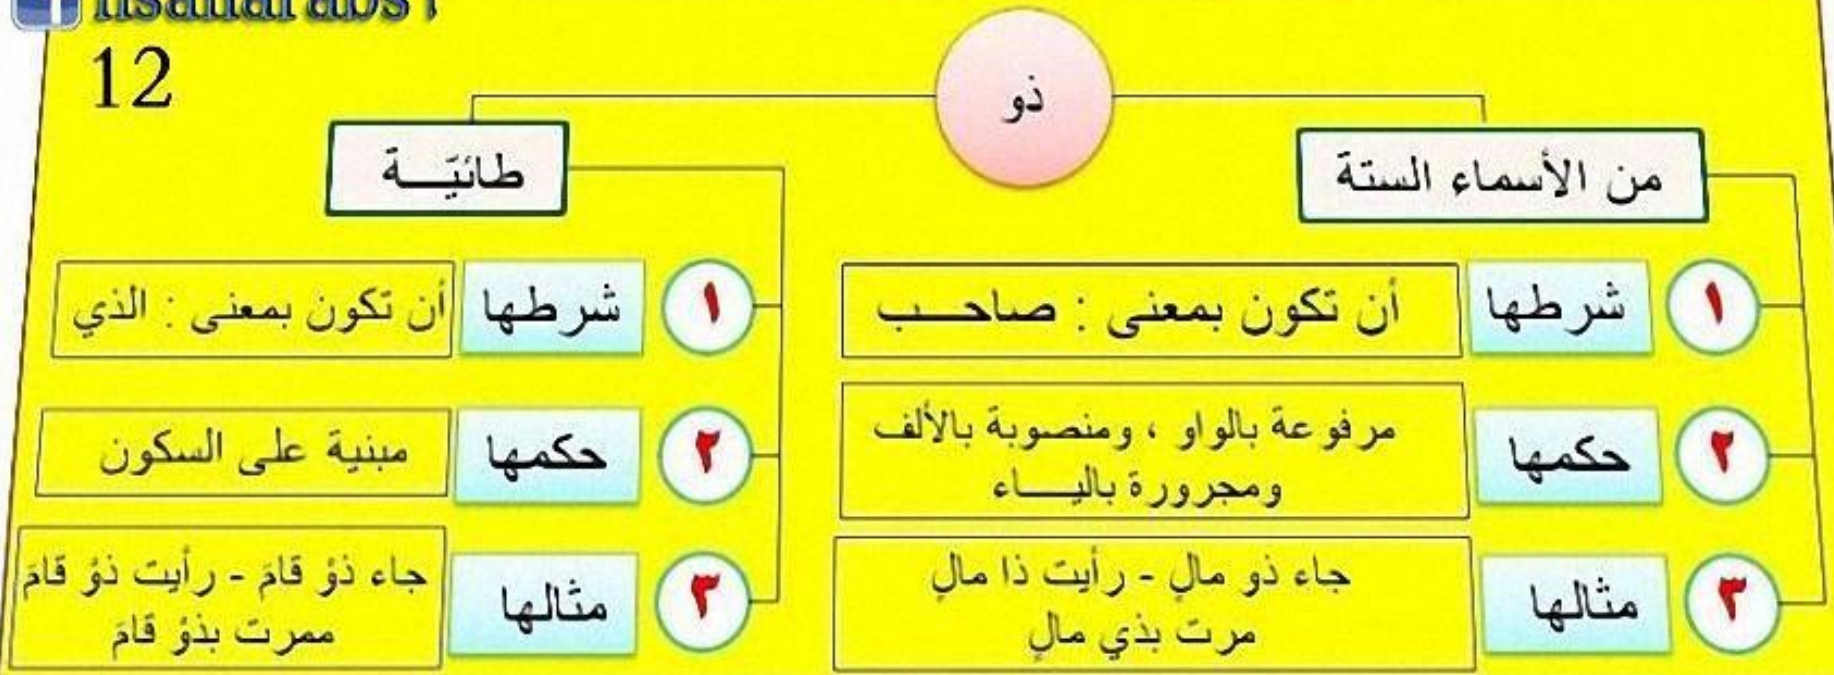 lisanarabs1
12
ذو
من الأسماء الستة
١
شرطها
أن تكون بمعنى : صاحـــب
٢
حكمها
مرفوعة بالواو ، ومنصوبة بالألف
ومجرورة باليـــاء
٣
مثالها
جاء ذو مالٍ - رأيت ذا مالٍ
مرت بذي مالٍ
طائيّـــة
١
شرطها
أن تكون بمعنى : الذي
٢
حكمها
مبنية على السكون
٣
مثالها
جاء ذوْ قامَ - رأيت ذوْ قامَ
ممرت بذوْ قامَ